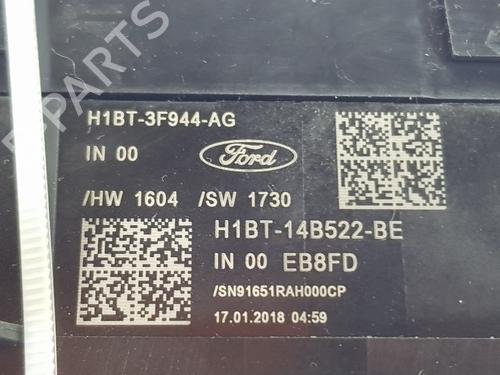 H1BT-3F944-AG
IN 00
Ford
/HW 1604 /SW 1730
H1BT-14B522-BE
IN 00 EB8FD
/SN91651RAH000CP
17.01.2018 04:59
B-PARTS